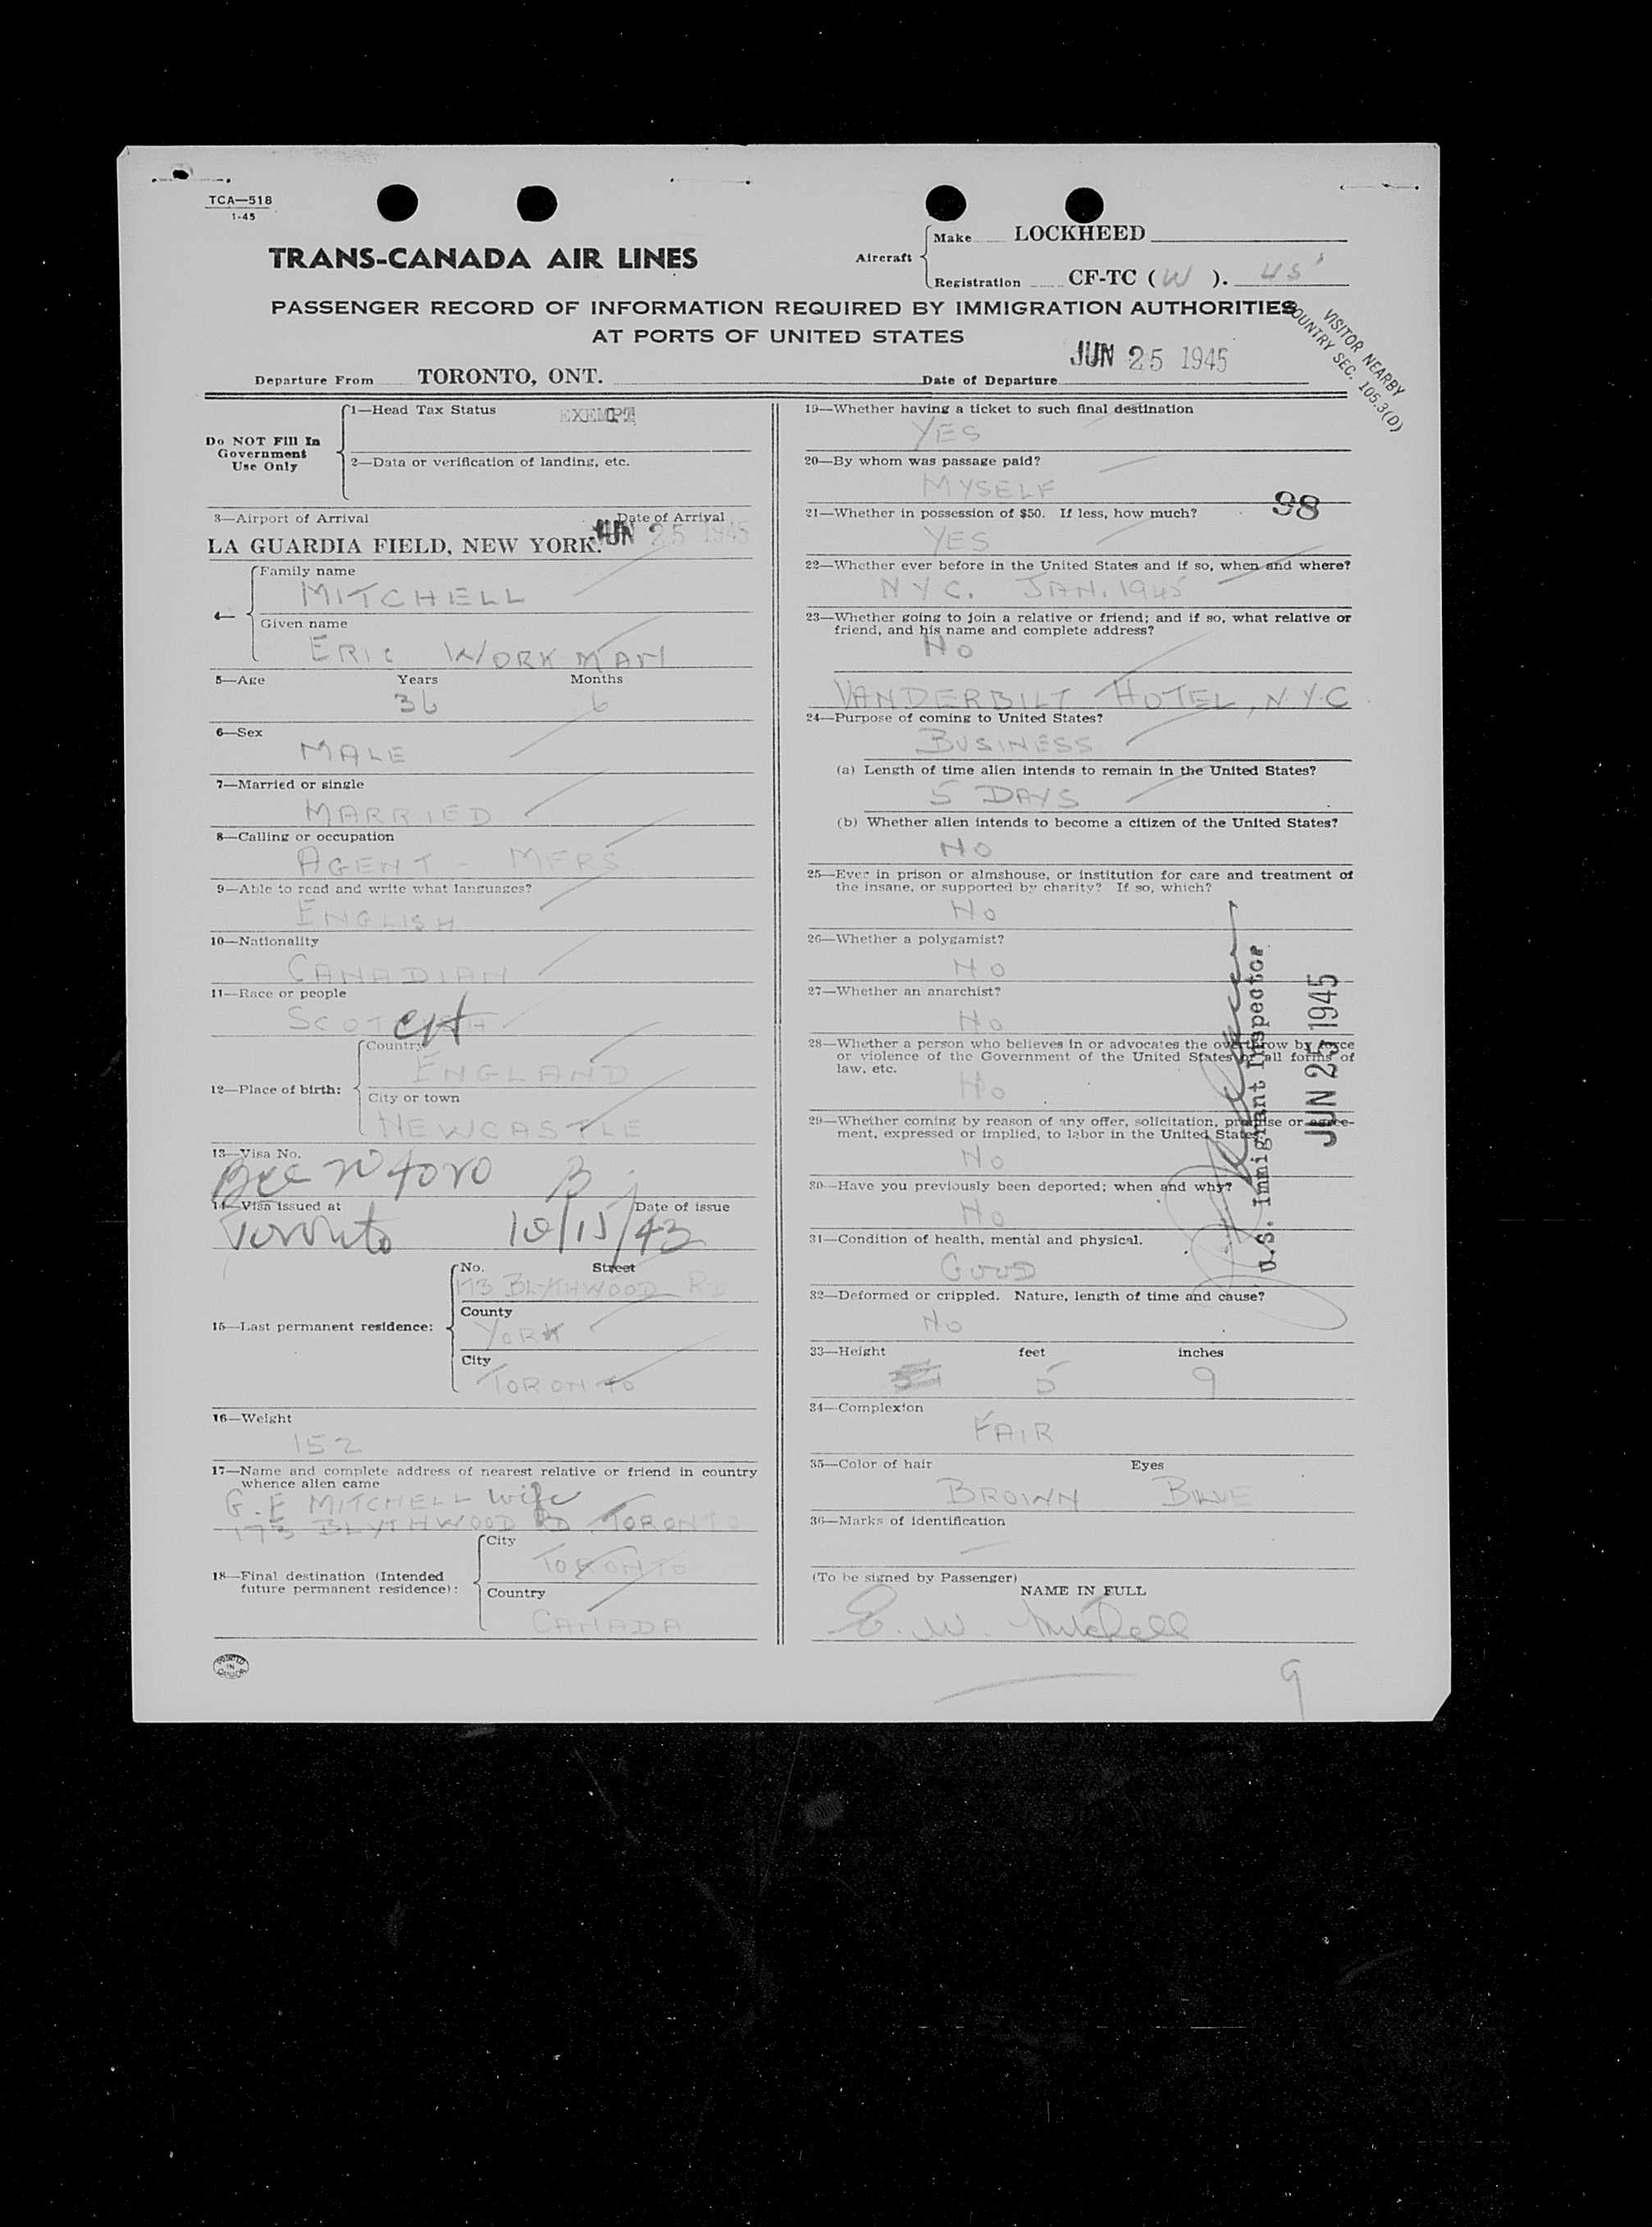 TCA—518
1-45
TRANS-CANADA AIR LINES
Aircraft
Make LOCKHEED
Registration CF-TC ( W ). US
PASSENGER RECORD OF INFORMATION REQUIRED BY IMMIGRATION AUTHORITIES
AT PORTS OF UNITED STATES
VISITOR NEARBY
COUNTRY SEC. 105.3(D)
Departure From TORONTO, ONT.
Date of Departure JUN 25 1945
Do NOT Fill In
Government
Use Only
1—Head Tax Status EXEMPT
2—Data or verification of landing, etc.
3—Airport of Arrival Date of Arrival
LA GUARDIA FIELD, NEW YORK. JUN 25 1945
4—
Family name
MITCHELL
Given name
ERIC WORKMAN
5—Age Years Months
36 6
6—Sex
MALE
7—Married or single
MARRIED
8—Calling or occupation
AGENT - MFRS
9—Able to read and write what languages?
ENGLISH
10—Nationality
CANADIAN
11—Race or people
SCOTCH
12—Place of birth:
Country
ENGLAND
City or town
NEWCASTLE
13—Visa No.
14—Visa issued at Date of issue
Toronto 10/15/43
15—Last permanent residence:
No. Street
173 BLYTHWOOD RD
County
YORK
City
TORONTO
16—Weight
152
17—Name and complete address of nearest relative or friend in country
whence alien came
G. E MITCHELL wife
173 BLYTHWOOD RD TORONTO
18—Final destination (Intended
future permanent residence):
City
TORONTO
Country
CANADA
PRINTED
IN
CANADA
19—Whether having a ticket to such final destination
YES
20—By whom was passage paid?
MYSELF
98
21—Whether in possession of $50. If less, how much?
YES
22—Whether ever before in the United States and if so, when and where?
NYC. JAN. 1945
23—Whether going to join a relative or friend; and if so, what relative or
friend, and his name and complete address?
NO
VANDERBILT HOTEL, N.Y.C
24—Purpose of coming to United States?
BUSINESS
(a) Length of time alien intends to remain in the United States?
5 DAYS
(b) Whether alien intends to become a citizen of the United States?
NO
25—Ever in prison or almshouse, or institution for care and treatment of
the insane, or supported by charity? If so, which?
NO
26—Whether a polygamist?
NO
27—Whether an anarchist?
NO
28—Whether a person who believes in or advocates the overthrow by force
or violence of the Government of the United States or all forms of
law, etc.
NO
29—Whether coming by reason of any offer, solicitation, promise or agree-
ment, expressed or implied, to labor in the United States
NO
30—Have you previously been deported; when and why?
NO
31—Condition of health, mental and physical.
GOOD
32—Deformed or crippled. Nature, length of time and cause?
NO
33—Height feet inches
5 9
34—Complexion
FAIR
35—Color of hair Eyes
BROWN BLUE
36—Marks of identification
—
(To be signed by Passenger)
NAME IN FULL
E. W. Mitchell
9
U.S. Immigrant Inspector
JUN 25 1945